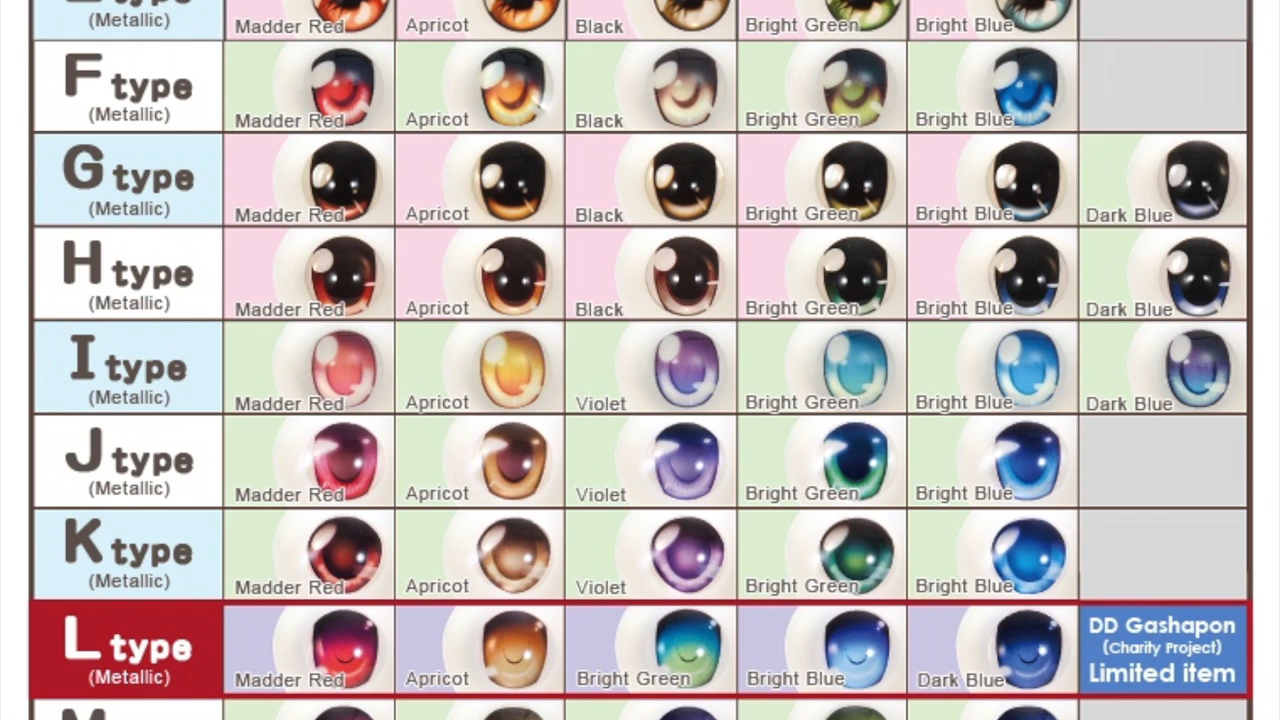 (Metallic)
Madder Red
Apricot
Black
Bright Green
Bright Blue
F type
(Metallic)
Madder Red
Apricot
Black
Bright Green
Bright Blue
G type
(Metallic)
Madder Red
Apricot
Black
Bright Green
Bright Blue
Dark Blue
H type
(Metallic)
Madder Red
Apricot
Black
Bright Green
Bright Blue
Dark Blue
I type
(Metallic)
Madder Red
Apricot
Violet
Bright Green
Bright Blue
Dark Blue
J type
(Metallic)
Madder Red
Apricot
Violet
Bright Green
Bright Blue
K type
(Metallic)
Madder Red
Apricot
Violet
Bright Green
Bright Blue
L type
(Metallic)
Madder Red
Apricot
Bright Green
Bright Blue
Dark Blue
DD Gashapon
(Charity Project)
Limited item